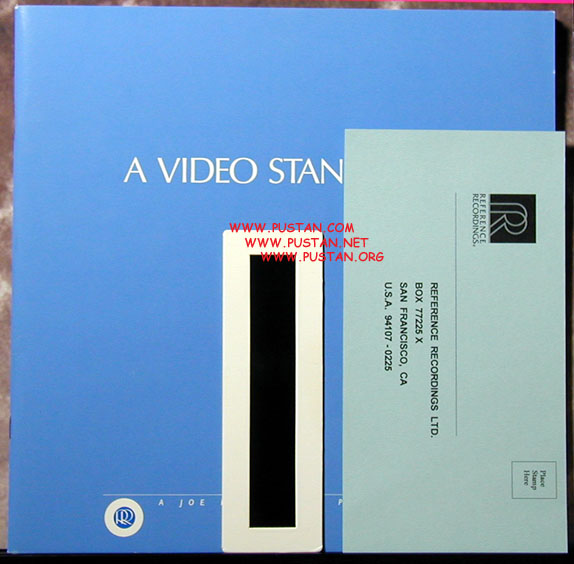 A VIDEO STAN
WWW.PUSTAN.COM
WWW.PUSTAN.NET
WWW.PUSTAN.ORG
RR
REFERENCE
RECORDINGS
REFERENCE RECORDINGS LTD.
BOX 77225 X
SAN FRANCISCO, CA
U.S.A. 94107-0225
Place
Stamp
Here
A JOE